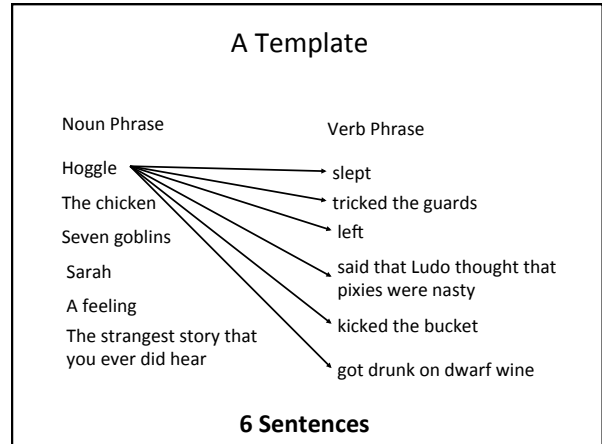 A Template
Noun Phrase
Hoggle
The chicken
Seven goblins
Sarah
A feeling
The strangest story that
you ever did hear
Verb Phrase
slept
tricked the guards
left
said that Ludo thought that
pixies were nasty
kicked the bucket
got drunk on dwarf wine
6 Sentences